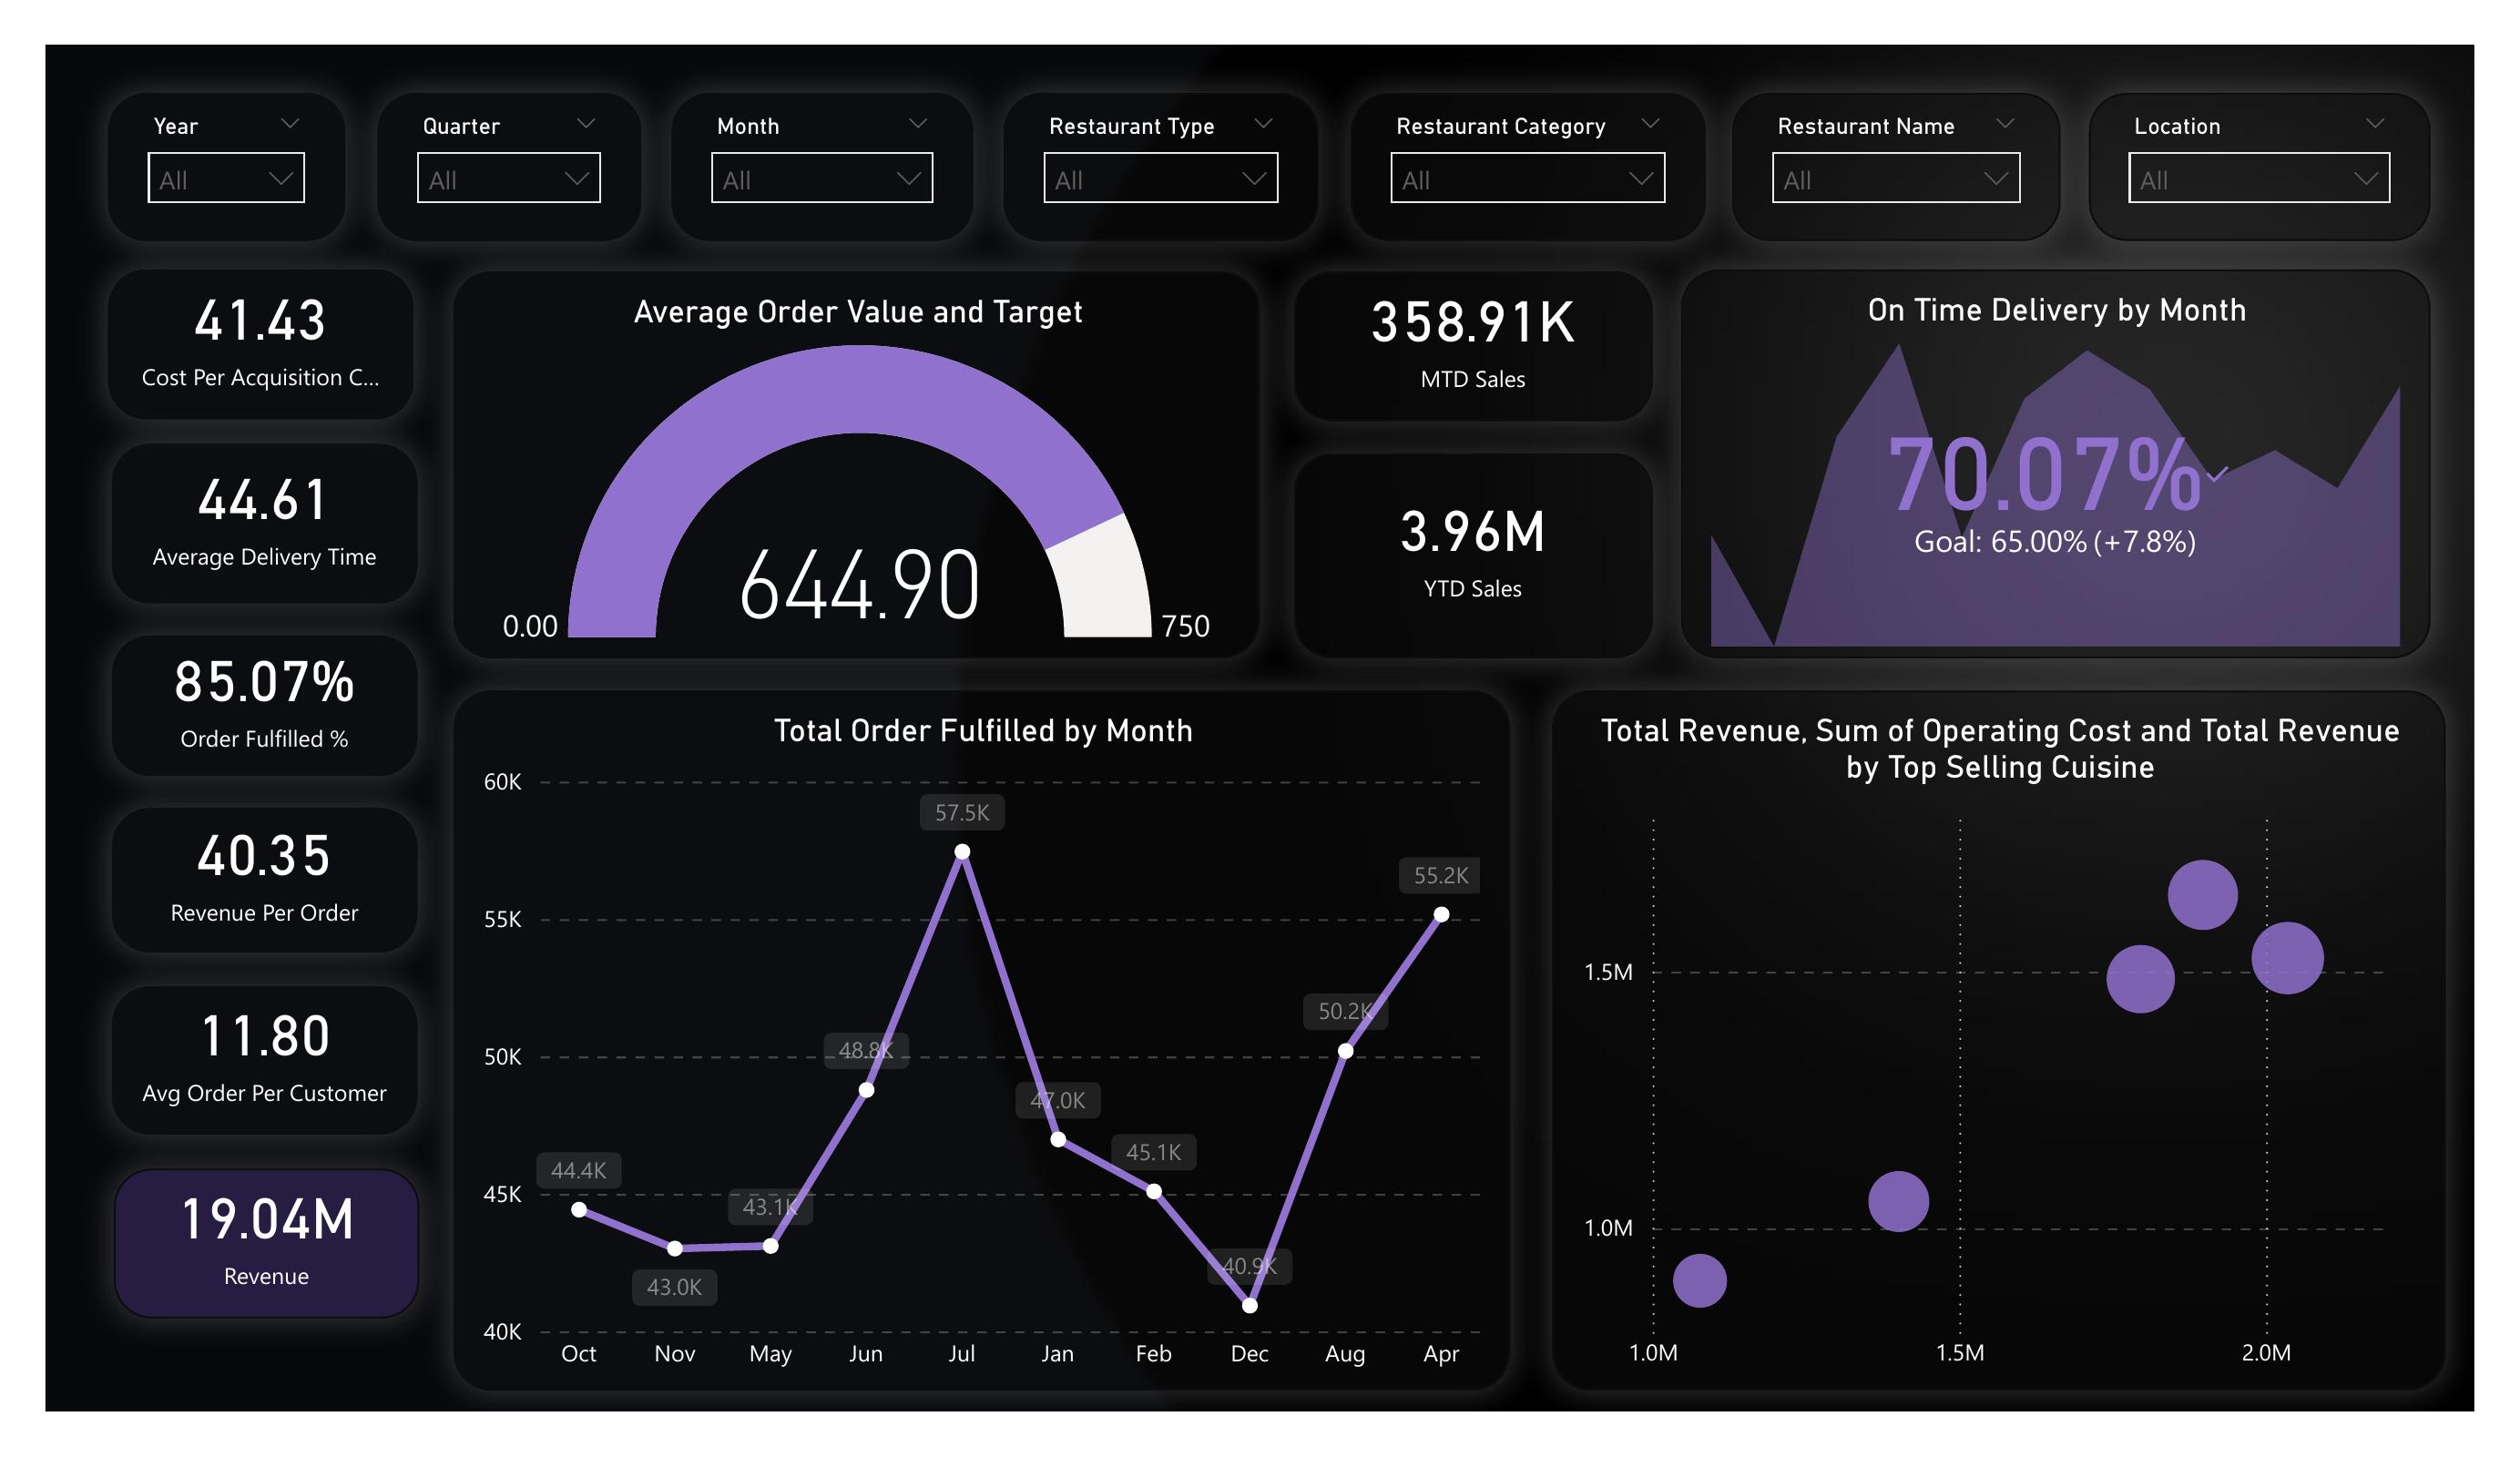 Year
Quarter
Month
Restaurant Type
Restaurant Category
Restaurant Name
Location
All
All
All
All
All
All
All
41.43
Cost Per Acquisition C...
44.61
Average Delivery Time
85.07%
Order Fulfilled %
40.35
Revenue Per Order
11.80
Avg Order Per Customer
19.04M
Revenue
Average Order Value and Target
644.90
0.00
750
358.91K
MTD Sales
3.96M
YTD Sales
On Time Delivery by Month
70.07%
Goal: 65.00% (+7.8%)
Total Order Fulfilled by Month
60K
55K
50K
45K
40K
44.4K
43.0K
43.1K
48.8K
57.5K
47.0K
45.1K
40.9K
50.2K
55.2K
Oct
Nov
May
Jun
Jul
Jan
Feb
Dec
Aug
Apr
Total Revenue, Sum of Operating Cost and Total Revenue
by Top Selling Cuisine
1.5M
1.0M
1.0M
1.5M
2.0M